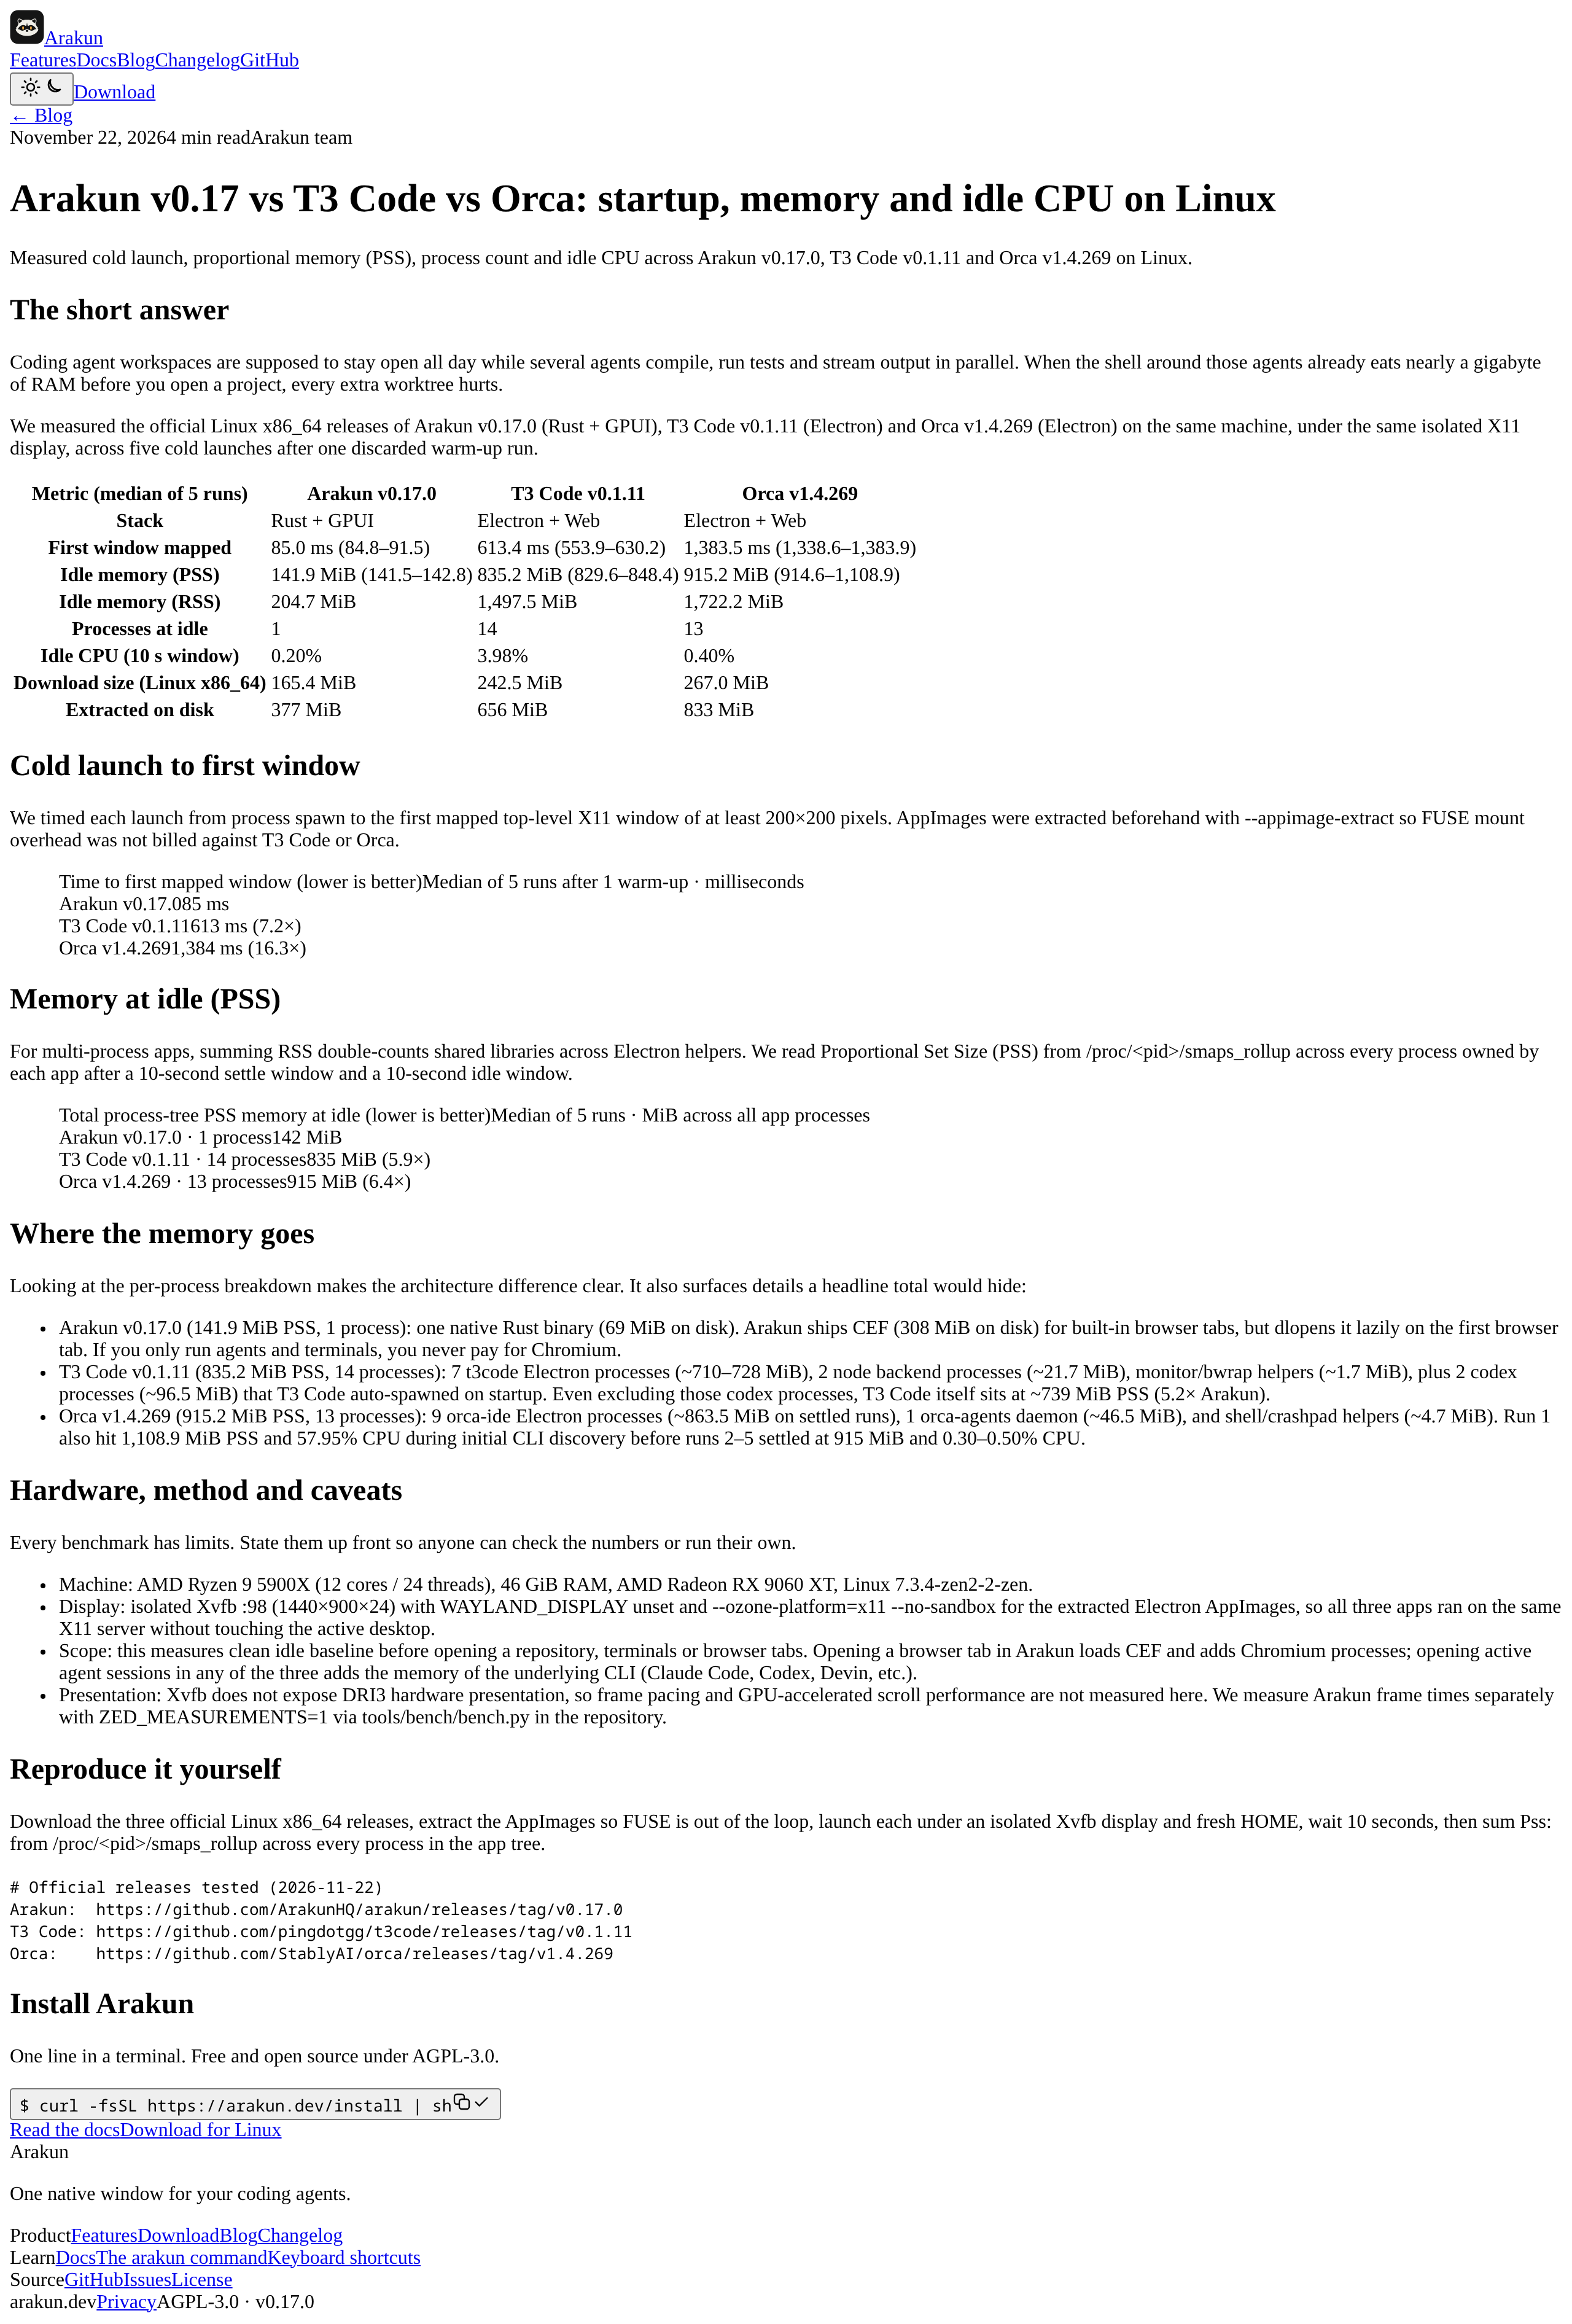 Arakun
FeaturesDocsBlogChangelogGitHub
Download
← Blog
November 22, 20264 min readArakun team
Arakun v0.17 vs T3 Code vs Orca: startup, memory and idle CPU on Linux
Measured cold launch, proportional memory (PSS), process count and idle CPU across Arakun v0.17.0, T3 Code v0.1.11 and Orca v1.4.269 on Linux.
The short answer
Coding agent workspaces are supposed to stay open all day while several agents compile, run tests and stream output in parallel. When the shell around those agents already eats nearly a gigabyte
of RAM before you open a project, every extra worktree hurts.
We measured the official Linux x86_64 releases of Arakun v0.17.0 (Rust + GPUI), T3 Code v0.1.11 (Electron) and Orca v1.4.269 (Electron) on the same machine, under the same isolated X11
display, across five cold launches after one discarded warm-up run.
Metric (median of 5 runs) Arakun v0.17.0 T3 Code v0.1.11 Orca v1.4.269
Stack Rust + GPUI Electron + Web Electron + Web
First window mapped 85.0 ms (84.8–91.5) 613.4 ms (553.9–630.2) 1,383.5 ms (1,338.6–1,383.9)
Idle memory (PSS) 141.9 MiB (141.5–142.8) 835.2 MiB (829.6–848.4) 915.2 MiB (914.6–1,108.9)
Idle memory (RSS) 204.7 MiB 1,497.5 MiB 1,722.2 MiB
Processes at idle 1 14 13
Idle CPU (10 s window) 0.20% 3.98% 0.40%
Download size (Linux x86_64) 165.4 MiB 242.5 MiB 267.0 MiB
Extracted on disk 377 MiB 656 MiB 833 MiB
Cold launch to first window
We timed each launch from process spawn to the first mapped top-level X11 window of at least 200×200 pixels. AppImages were extracted beforehand with --appimage-extract so FUSE mount
overhead was not billed against T3 Code or Orca.
Time to first mapped window (lower is better)Median of 5 runs after 1 warm-up · milliseconds
Arakun v0.17.085 ms
T3 Code v0.1.11613 ms (7.2×)
Orca v1.4.2691,384 ms (16.3×)
Memory at idle (PSS)
For multi-process apps, summing RSS double-counts shared libraries across Electron helpers. We read Proportional Set Size (PSS) from /proc/<pid>/smaps_rollup across every process owned by
each app after a 10-second settle window and a 10-second idle window.
Total process-tree PSS memory at idle (lower is better)Median of 5 runs · MiB across all app processes
Arakun v0.17.0 · 1 process142 MiB
T3 Code v0.1.11 · 14 processes835 MiB (5.9×)
Orca v1.4.269 · 13 processes915 MiB (6.4×)
Where the memory goes
Looking at the per-process breakdown makes the architecture difference clear. It also surfaces details a headline total would hide:
• Arakun v0.17.0 (141.9 MiB PSS, 1 process): one native Rust binary (69 MiB on disk). Arakun ships CEF (308 MiB on disk) for built-in browser tabs, but dlopens it lazily on the first browser
tab. If you only run agents and terminals, you never pay for Chromium.
• T3 Code v0.1.11 (835.2 MiB PSS, 14 processes): 7 t3code Electron processes (~710–728 MiB), 2 node backend processes (~21.7 MiB), monitor/bwrap helpers (~1.7 MiB), plus 2 codex
processes (~96.5 MiB) that T3 Code auto-spawned on startup. Even excluding those codex processes, T3 Code itself sits at ~739 MiB PSS (5.2× Arakun).
• Orca v1.4.269 (915.2 MiB PSS, 13 processes): 9 orca-ide Electron processes (~863.5 MiB on settled runs), 1 orca-agents daemon (~46.5 MiB), and shell/crashpad helpers (~4.7 MiB). Run 1
also hit 1,108.9 MiB PSS and 57.95% CPU during initial CLI discovery before runs 2–5 settled at 915 MiB and 0.30–0.50% CPU.
Hardware, method and caveats
Every benchmark has limits. State them up front so anyone can check the numbers or run their own.
• Machine: AMD Ryzen 9 5900X (12 cores / 24 threads), 46 GiB RAM, AMD Radeon RX 9060 XT, Linux 7.3.4-zen2-2-zen.
• Display: isolated Xvfb :98 (1440×900×24) with WAYLAND_DISPLAY unset and --ozone-platform=x11 --no-sandbox for the extracted Electron AppImages, so all three apps ran on the same
X11 server without touching the active desktop.
• Scope: this measures clean idle baseline before opening a repository, terminals or browser tabs. Opening a browser tab in Arakun loads CEF and adds Chromium processes; opening active
agent sessions in any of the three adds the memory of the underlying CLI (Claude Code, Codex, Devin, etc.).
• Presentation: Xvfb does not expose DRI3 hardware presentation, so frame pacing and GPU-accelerated scroll performance are not measured here. We measure Arakun frame times separately
with ZED_MEASUREMENTS=1 via tools/bench/bench.py in the repository.
Reproduce it yourself
Download the three official Linux x86_64 releases, extract the AppImages so FUSE is out of the loop, launch each under an isolated Xvfb display and fresh HOME, wait 10 seconds, then sum Pss:
from /proc/<pid>/smaps_rollup across every process in the app tree.
# Official releases tested (2026-11-22)
Arakun:  https://github.com/ArakunHQ/arakun/releases/tag/v0.17.0
T3 Code: https://github.com/pingdotgg/t3code/releases/tag/v0.1.11
Orca:    https://github.com/StablyAI/orca/releases/tag/v1.4.269
Install Arakun
One line in a terminal. Free and open source under AGPL-3.0.
$ curl -fsSL https://arakun.dev/install | sh
Read the docsDownload for Linux
Arakun
One native window for your coding agents.
ProductFeaturesDownloadBlogChangelog
LearnDocsThe arakun commandKeyboard shortcuts
SourceGitHubIssuesLicense
arakun.devPrivacyAGPL-3.0 · v0.17.0